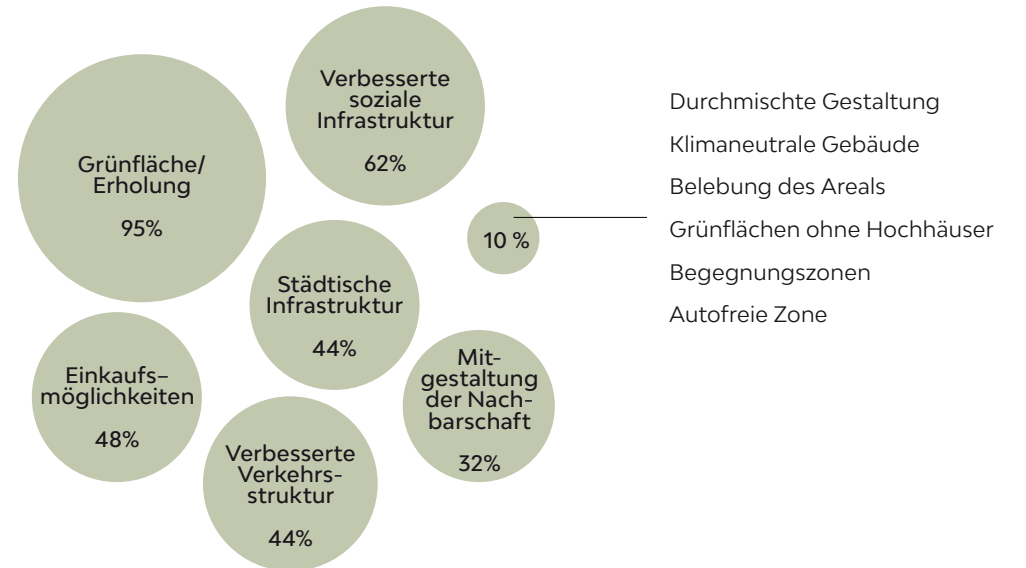 Grünfläche/
Erholung
95%
Verbesserte
soziale
Infrastruktur
62%
10 %
Städtische
Infrastruktur
44%
Einkaufs–
möglichkeiten
48%
Verbesserte
Verkehrs-
struktur
44%
Mit-
gestaltung
der Nach-
barschaft
32%
Durchmischte Gestaltung
Klimaneutrale Gebäude
Belebung des Areals
Grünflächen ohne Hochhäuser
Begegnungszonen
Autofreie Zone